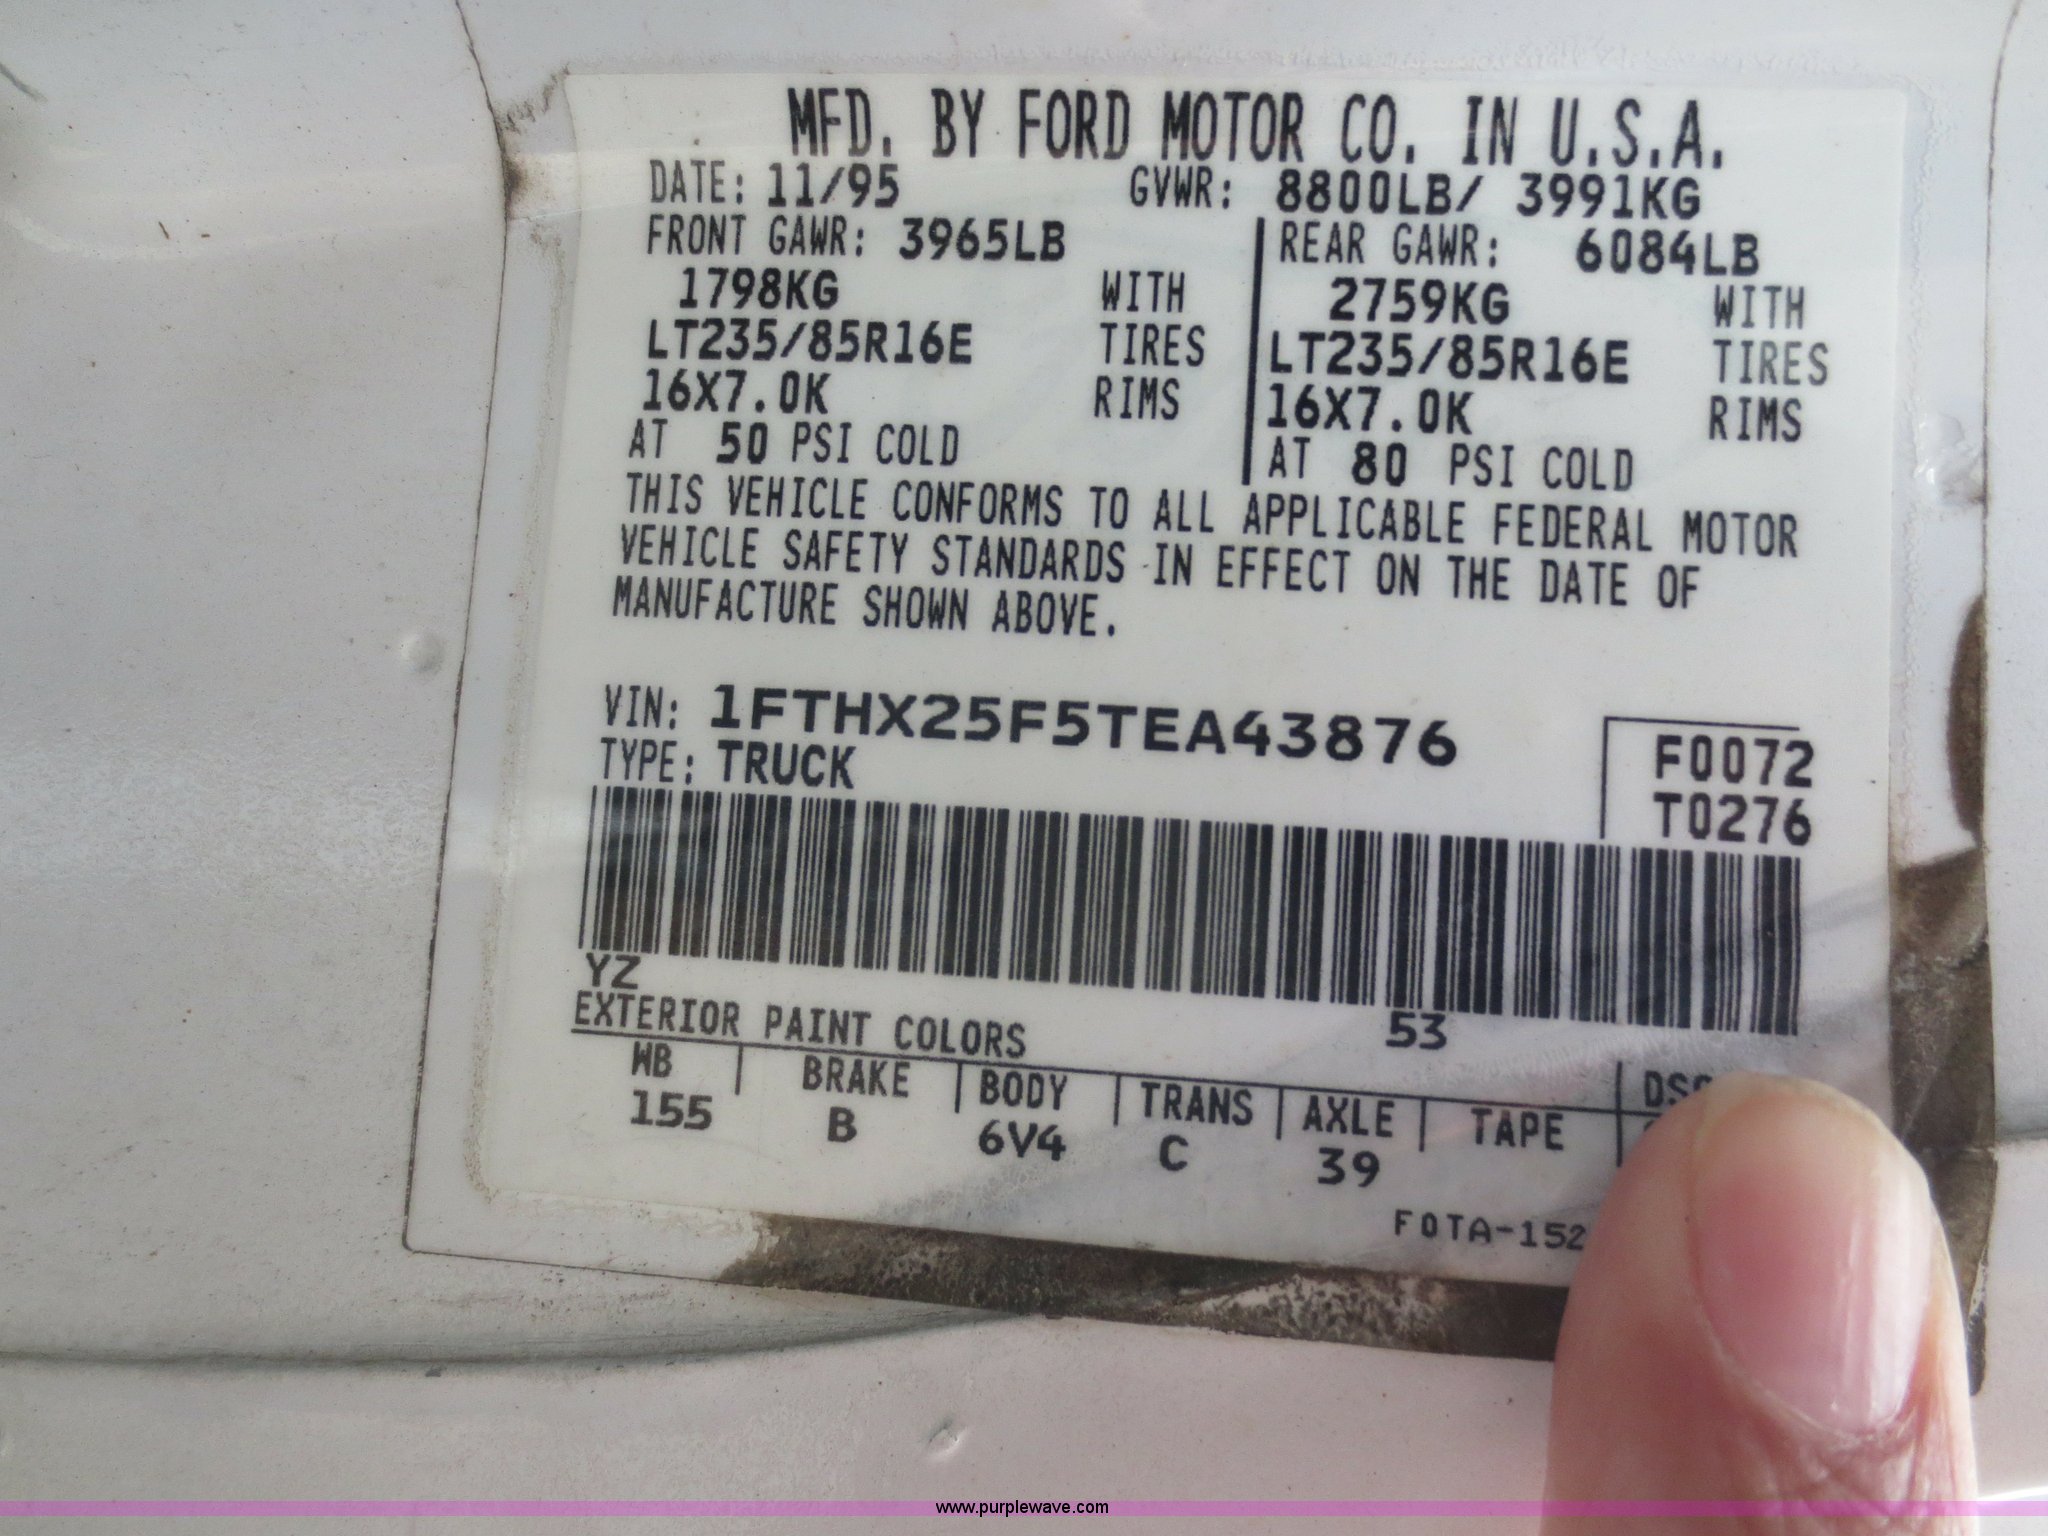 MFD. BY FORD MOTOR CO. IN U.S.A.
DATE: 11/95 GVWR: 8800LB/ 3991KG
FRONT GAWR: 3965LB REAR GAWR: 6084LB
1798KG WITH 2759KG WITH
LT235/85R16E TIRES LT235/85R16E TIRES
16X7.0K RIMS 16X7.0K RIMS
AT 50 PSI COLD AT 80 PSI COLD
THIS VEHICLE CONFORMS TO ALL APPLICABLE FEDERAL MOTOR
VEHICLE SAFETY STANDARDS IN EFFECT ON THE DATE OF
MANUFACTURE SHOWN ABOVE.
VIN: 1FTHX25F5TEA43876
TYPE: TRUCK
F0072
T0276
YZ
EXTERIOR PAINT COLORS 53
WB BRAKE BODY TRANS AXLE TAPE
155 B 6V4 C 39
F0TA-152
www.purplewave.com